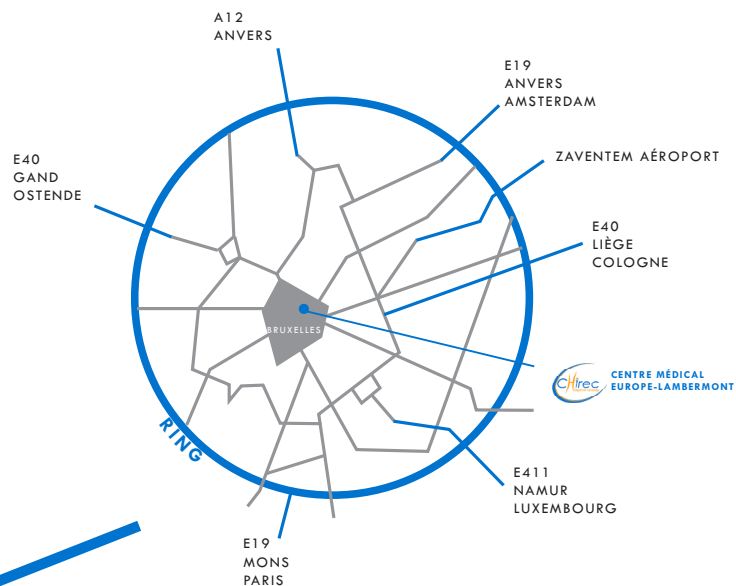 A12
ANVERS
E19
ANVERS
AMSTERDAM
E40
GAND
OSTENDE
ZAVENTEM AÉROPORT
E40
LIÈGE
COLOGNE
BRUXELLES
CHirec
CENTRE MÉDICAL
EUROPE-LAMBERMONT
RING
E411
NAMUR
LUXEMBOURG
E19
MONS
PARIS